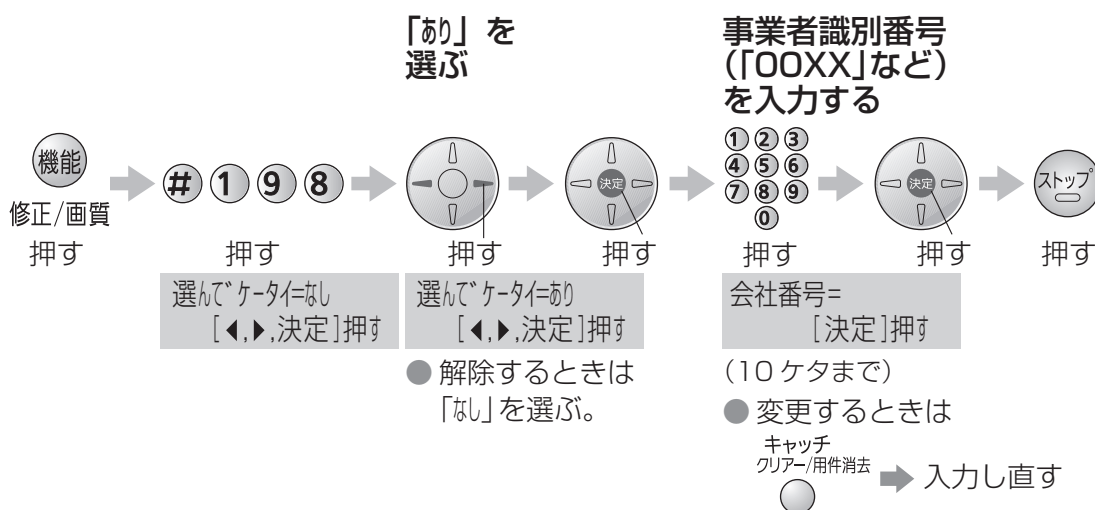 「あり」を
選ぶ
事業者識別番号
(「00XX」など)
を入力する
機能
修正/画質
押す
# 1 9 8
押す
選んでケータイ=なし
[◀,▶,決定]押す
押す
選んでケータイ=あり
[◀,▶,決定]押す
● 解除するときは
「なし」を選ぶ。
決定
押す
1 2 3
4 5 6
7 8 9
0
押す
会社番号=
[決定]押す
(10 ケタまで)
● 変更するときは
キャッチ
クリアー/用件消去
入力し直す
決定
押す
ストップ
押す